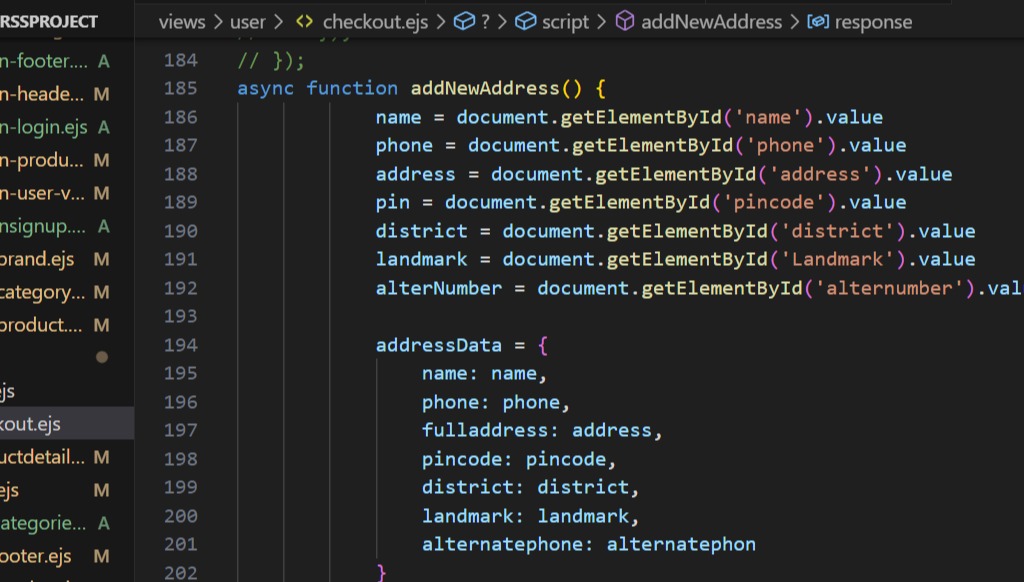 RSSPROJECT
views > user > <> checkout.ejs > ? > script > addNewAddress > response
n-footer.... A
n-heade... M
n-login.ejs A
n-produ... M
n-user-v... M
nsignup.... A
brand.ejs M
category... M
product.... M
ejs
kout.ejs
uctdetail... M
ejs M
ategorie... A
ooter.ejs M
184 // });
185 async function addNewAddress() {
186 name = document.getElementById('name').value
187 phone = document.getElementById('phone').value
188 address = document.getElementById('address').value
189 pin = document.getElementById('pincode').value
190 district = document.getElementById('district').value
191 landmark = document.getElementById('Landmark').value
192 alterNumber = document.getElementById('alternumber').val
193
194 addressData = {
195 name: name,
196 phone: phone,
197 fulladdress: address,
198 pincode: pincode,
199 district: district,
200 landmark: landmark,
201 alternatephone: alternatephon
202 }